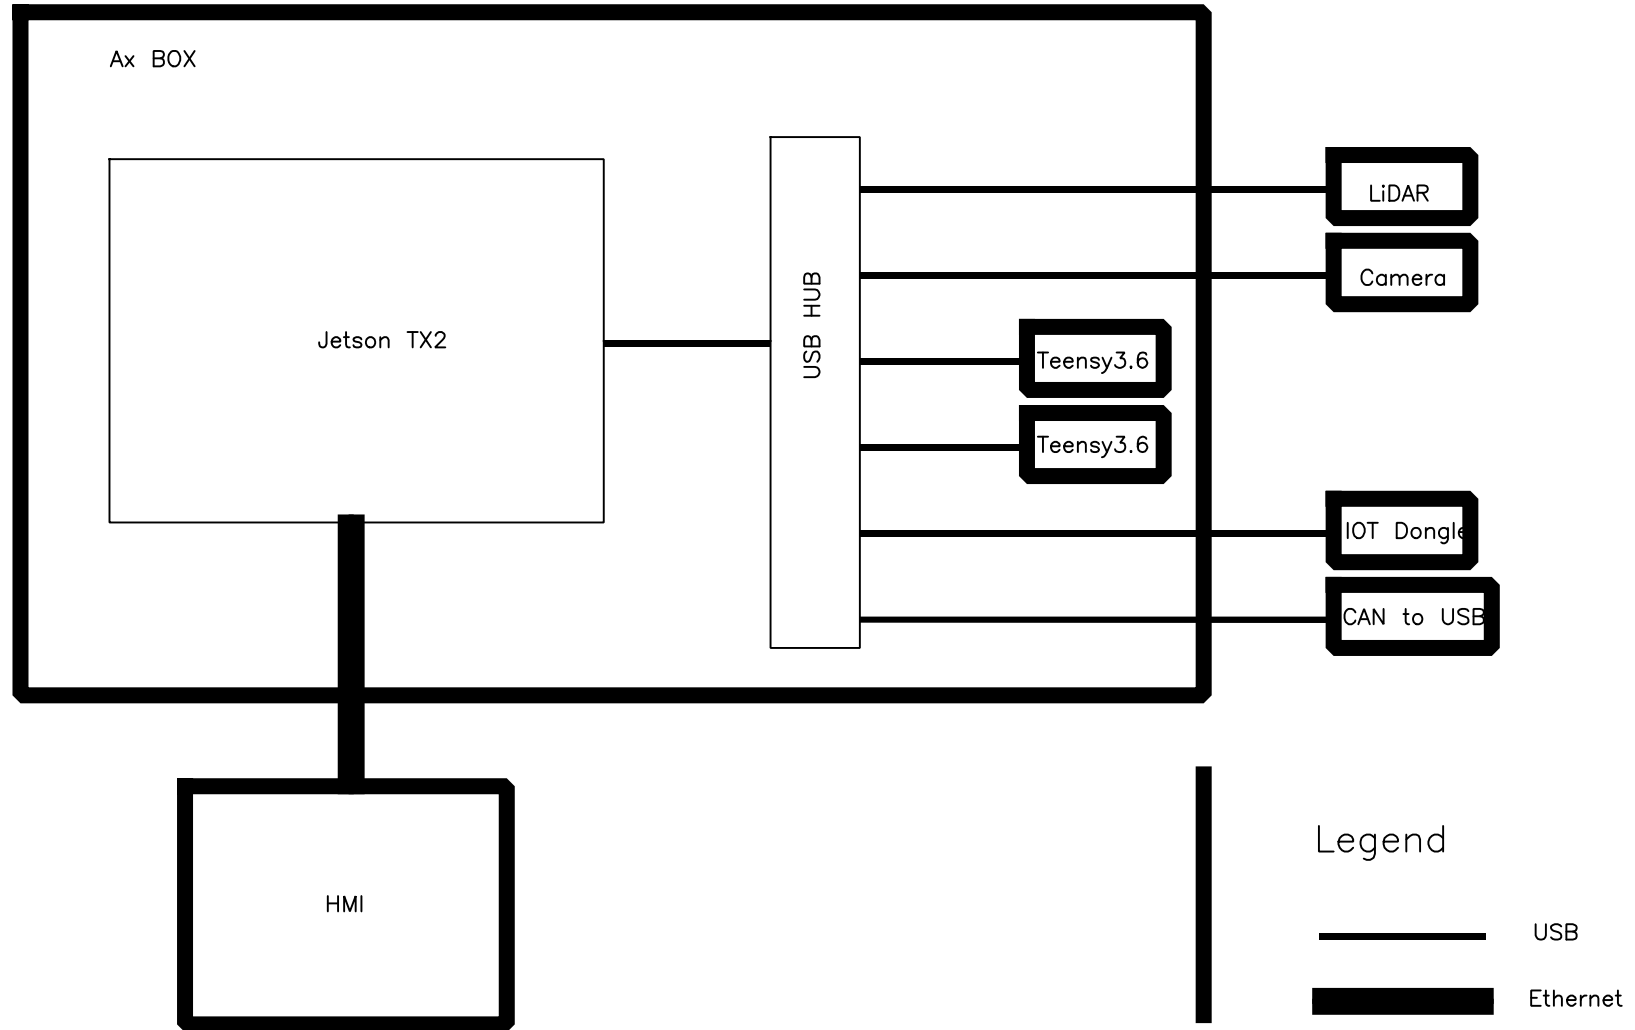 Ax BOX
LiDAR
Camera
Jetson TX2
USB HUB
Teensy3.6
Teensy3.6
IOT Dongle
CAN to USB
HMI
Legend
USB
Ethernet